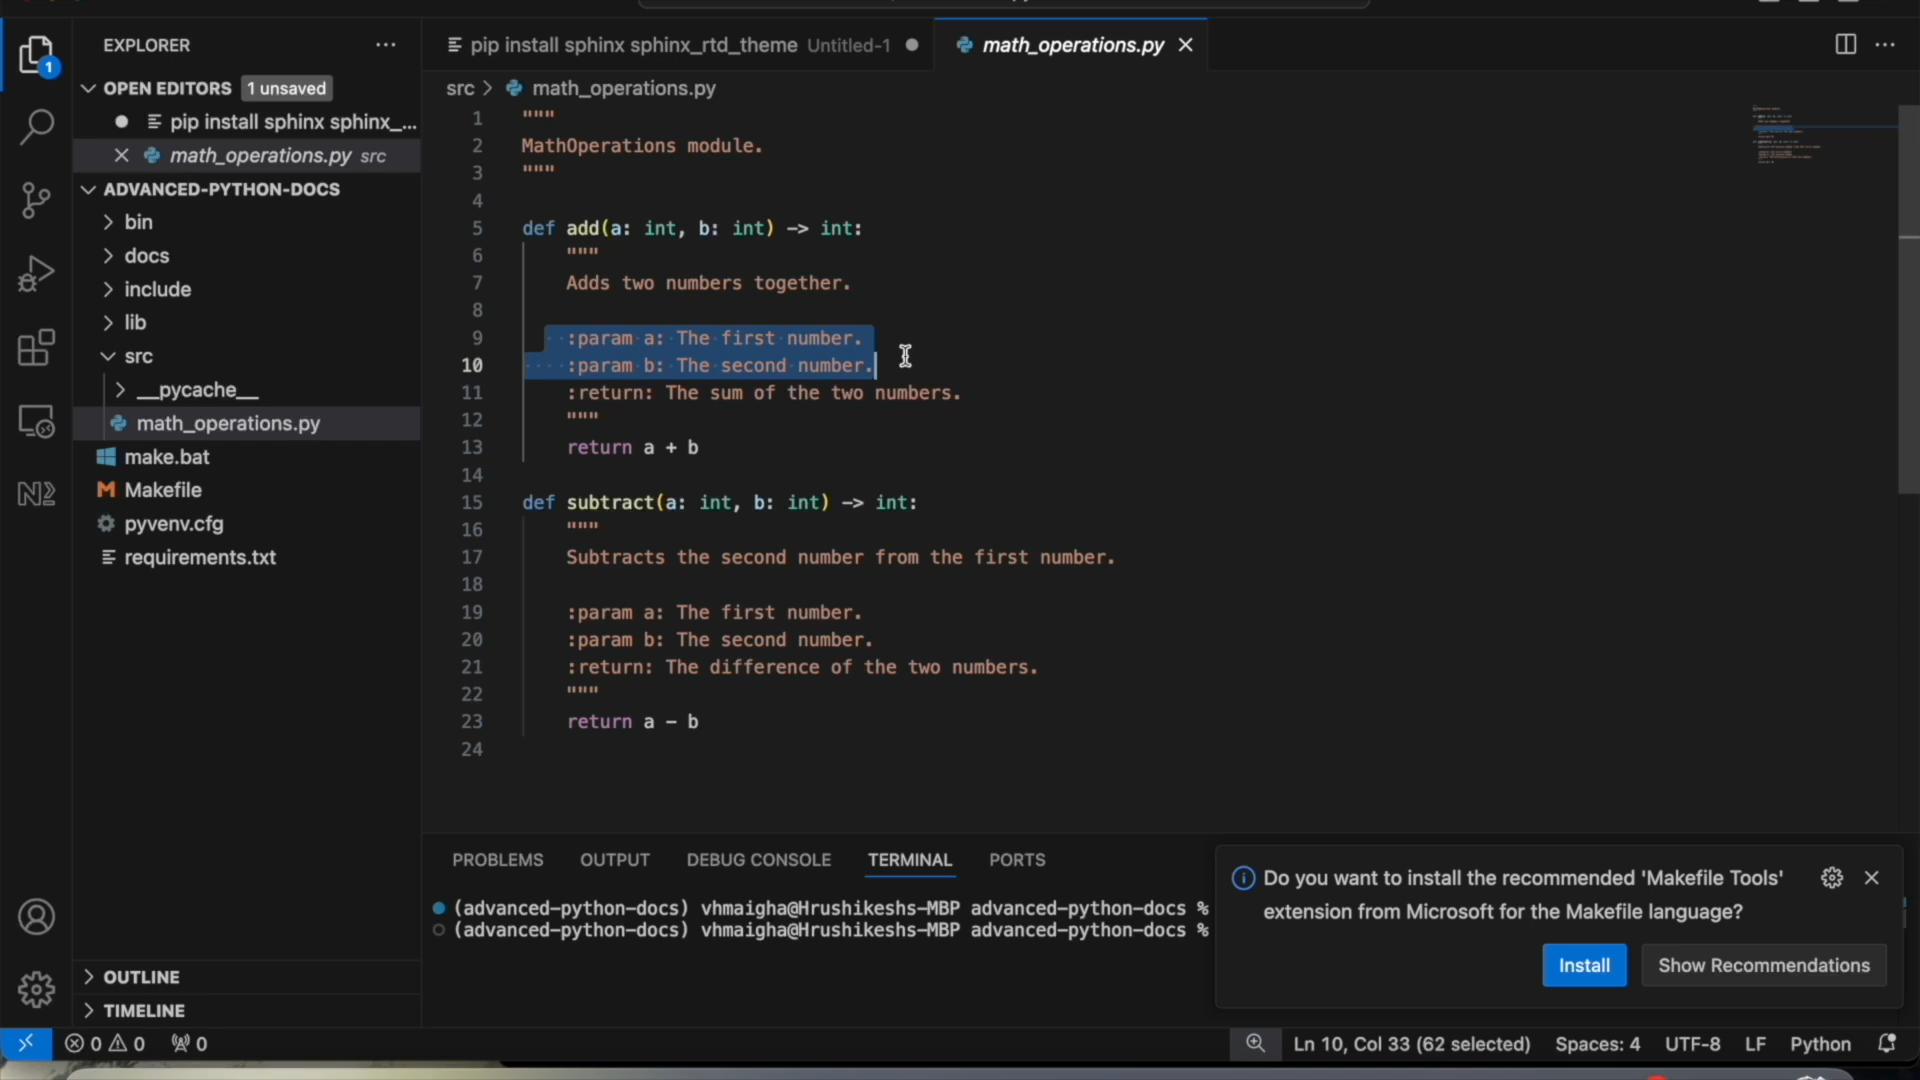 EXPLORER
1
OPEN EDITORS 1 unsaved
pip install sphinx sphinx_...
math_operations.py src
ADVANCED-PYTHON-DOCS
bin
docs
include
lib
src
__pycache__
math_operations.py
make.bat
Makefile
pyvenv.cfg
requirements.txt
OUTLINE
TIMELINE
pip install sphinx sphinx_rtd_theme Untitled-1
math_operations.py
src > math_operations.py
1 """
2 MathOperations module.
3 """
4
5 def add(a: int, b: int) -> int:
6 """
7 Adds two numbers together.
8
9 :param a: The first number.
10 :param b: The second number.
11 :return: The sum of the two numbers.
12 """
13 return a + b
14
15 def subtract(a: int, b: int) -> int:
16 """
17 Subtracts the second number from the first number.
18
19 :param a: The first number.
20 :param b: The second number.
21 :return: The difference of the two numbers.
22 """
23 return a - b
24
PROBLEMS OUTPUT DEBUG CONSOLE TERMINAL PORTS
(advanced-python-docs) vhmaigha@Hrushikeshs-MBP advanced-python-docs %
(advanced-python-docs) vhmaigha@Hrushikeshs-MBP advanced-python-docs %
Do you want to install the recommended 'Makefile Tools'
extension from Microsoft for the Makefile language?
Install Show Recommendations
0 0 0 Ln 10, Col 33 (62 selected) Spaces: 4 UTF-8 LF Python